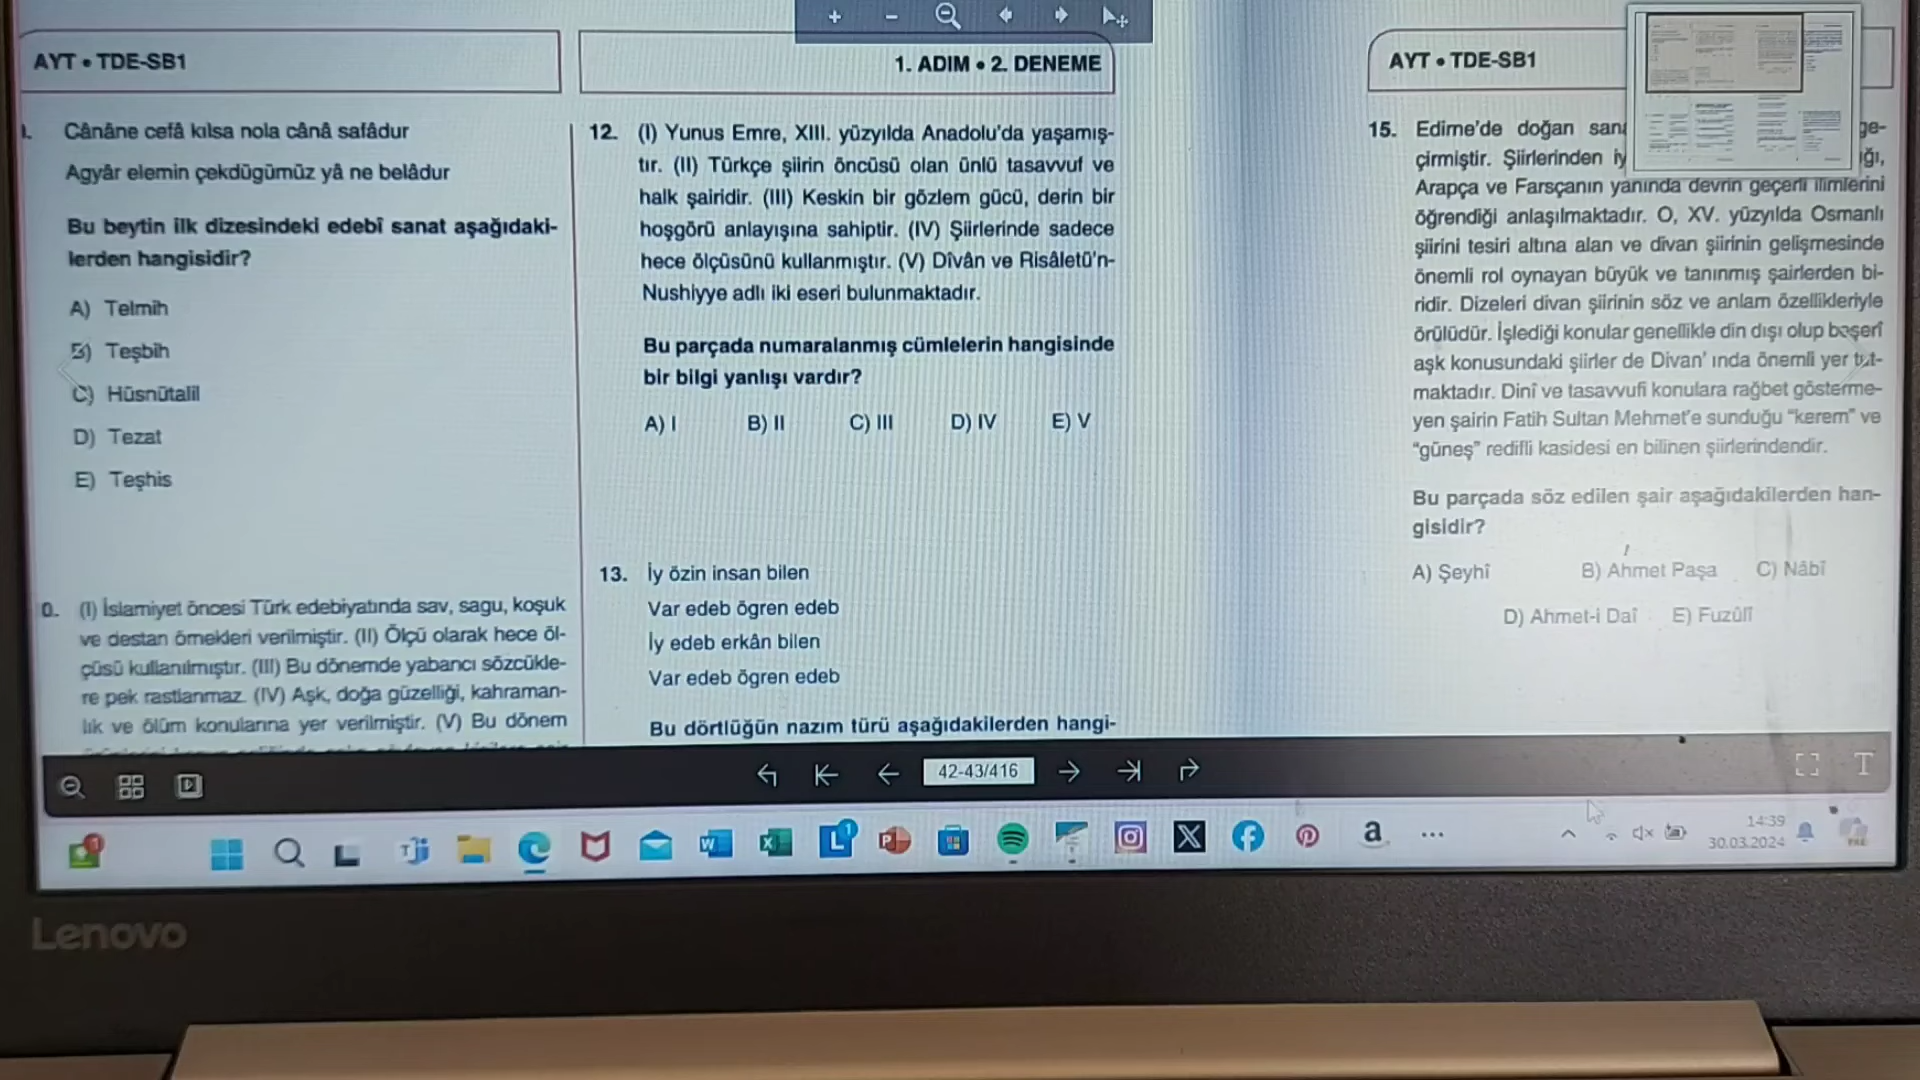 AYT • TDE-SB1
Cânâne cefâ kılsa nola cânâ safâdur
Agyâr elemin çekdügümüz yâ ne belâdur
Bu beytin ilk dizesindeki edebî sanat aşağıdaki-
lerden hangisidir?
A) Telmih
B) Teşbih
C) Hüsnütalil
D) Tezat
E) Teşhis
0. (I) İslamiyet öncesi Türk edebiyatında sav, sagu, koşuk
ve destan örnekleri verilmiştir. (II) Ölçü olarak hece öl-
çüsü kullanılmıştır. (III) Bu dönemde yabancı sözcükle-
re pek rastlanmaz. (IV) Aşk, doğa güzelliği, kahraman-
lık ve ölüm konularına yer verilmiştir. (V) Bu dönem
1. ADIM • 2. DENEME
12. (I) Yunus Emre, XIII. yüzyılda Anadolu'da yaşamış-
tır. (II) Türkçe şiirin öncüsü olan ünlü tasavvuf ve
halk şairidir. (III) Keskin bir gözlem gücü, derin bir
hoşgörü anlayışına sahiptir. (IV) Şiirlerinde sadece
hece ölçüsünü kullanmıştır. (V) Dîvân ve Risâletü'n-
Nushiyye adlı iki eseri bulunmaktadır.
Bu parçada numaralanmış cümlelerin hangisinde
bir bilgi yanlışı vardır?
A) I B) II C) III D) IV E) V
13. İy özin insan bilen
Var edeb ögren edeb
İy edeb erkân bilen
Var edeb ögren edeb
Bu dörtlüğün nazım türü aşağıdakilerden hangi-
AYT • TDE-SB1
15. Edirne'de doğan ge-
çirmiştir. Şiirlerinden
Arapça ve Farsçanın yanında devrin geçerli ilimlerini
öğrendiği anlaşılmaktadır. O, XV. yüzyılda Osmanlı
şiirini tesiri altına alan ve divan şiirinin gelişmesinde
önemli rol oynayan büyük ve tanınmış şairlerden bi-
ridir. Dizeleri divan şiirinin söz ve anlam özellikleriyle
örülüdür. İşlediği konular genellikle din dışı olup beşerî
aşk konusundaki şiirler de Divan' ında önemli yer tut-
maktadır. Dinî ve tasavvufi konulara rağbet gösterme-
yen şairin Fatih Sultan Mehmet'e sunduğu "kerem" ve
"güneş" redifli kasidesi en bilinen şiirlerindendir.
Bu parçada söz edilen şair aşağıdakilerden han-
gisidir?
A) Şeyhî B) Ahmet Paşa C) Nâbî
D) Ahmet-i Daî E) Fuzûlî
42-43/416
14:39
30.03.2024
Lenovo